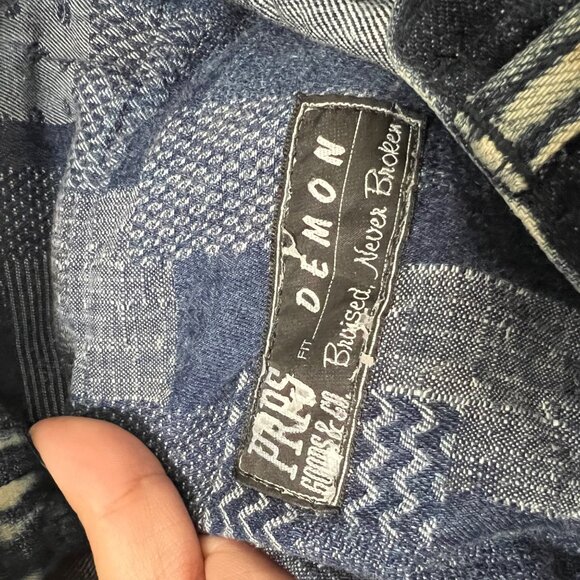 PRPS
GOODS & CO.
FIT DEMON
Bruised, Never Broken